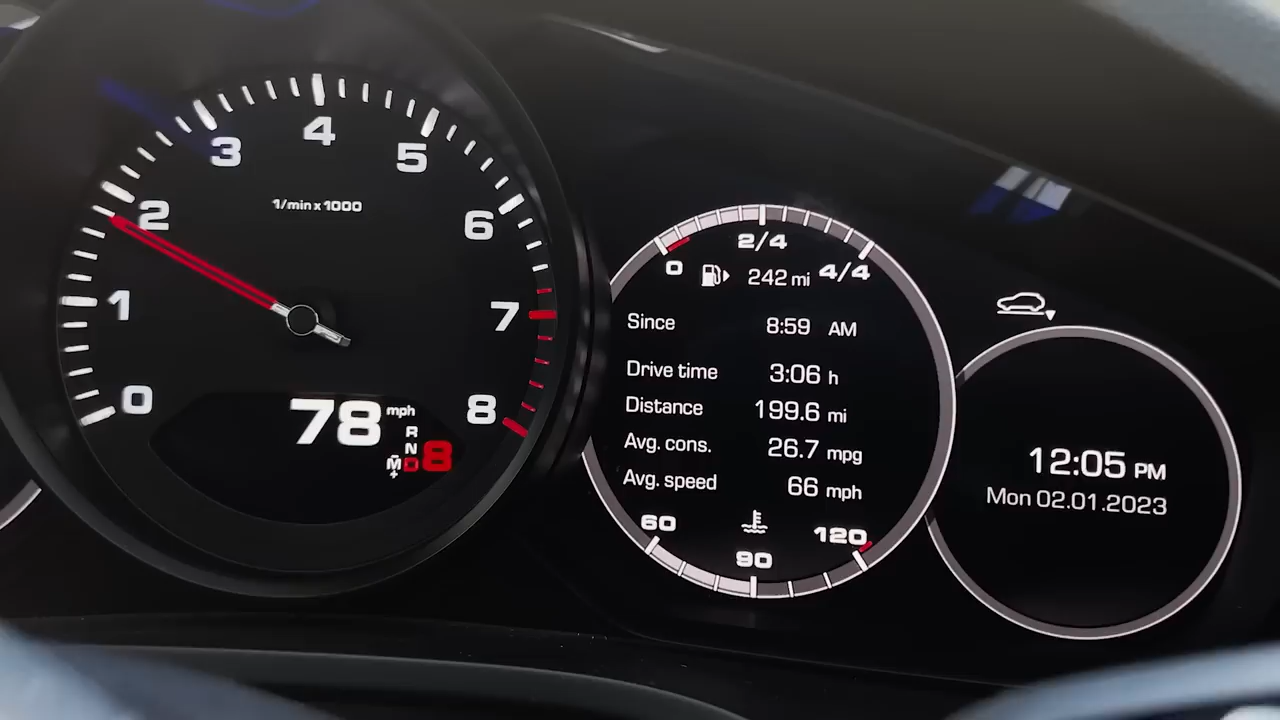 0
1
2
3
4
5
6
7
8
1/min x 1000
78 mph
R
N
D
M
+
-
8
0
2/4
4/4
242 mi
Since 8:59 AM
Drive time 3:06 h
Distance 199.6 mi
Avg. cons. 26.7 mpg
Avg. speed 66 mph
60
90
120
12:05 PM
Mon 02.01.2023